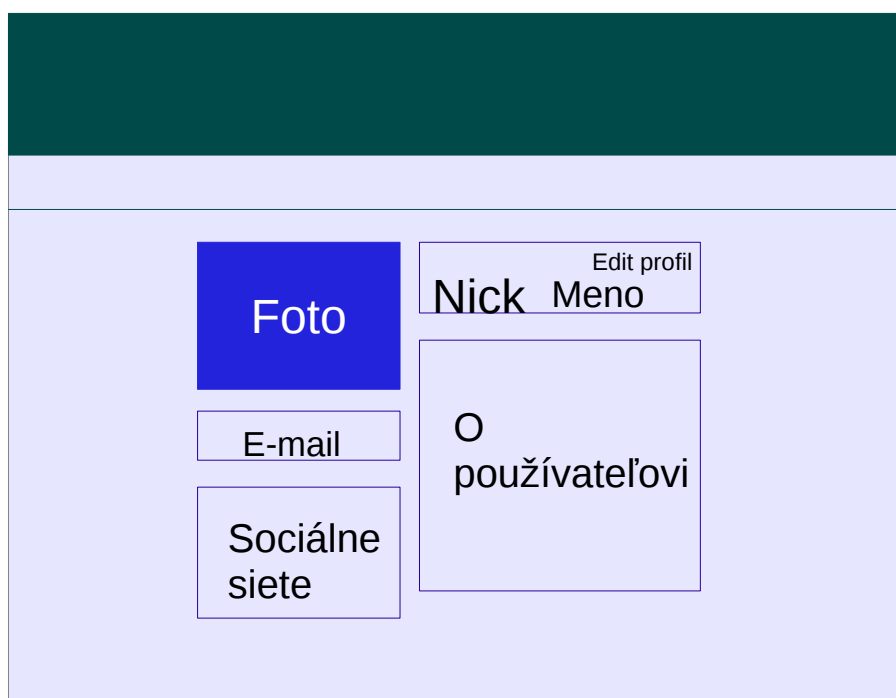 Foto
Edit profil
Nick Meno
E-mail
Sociálne
siete
O
používateľovi